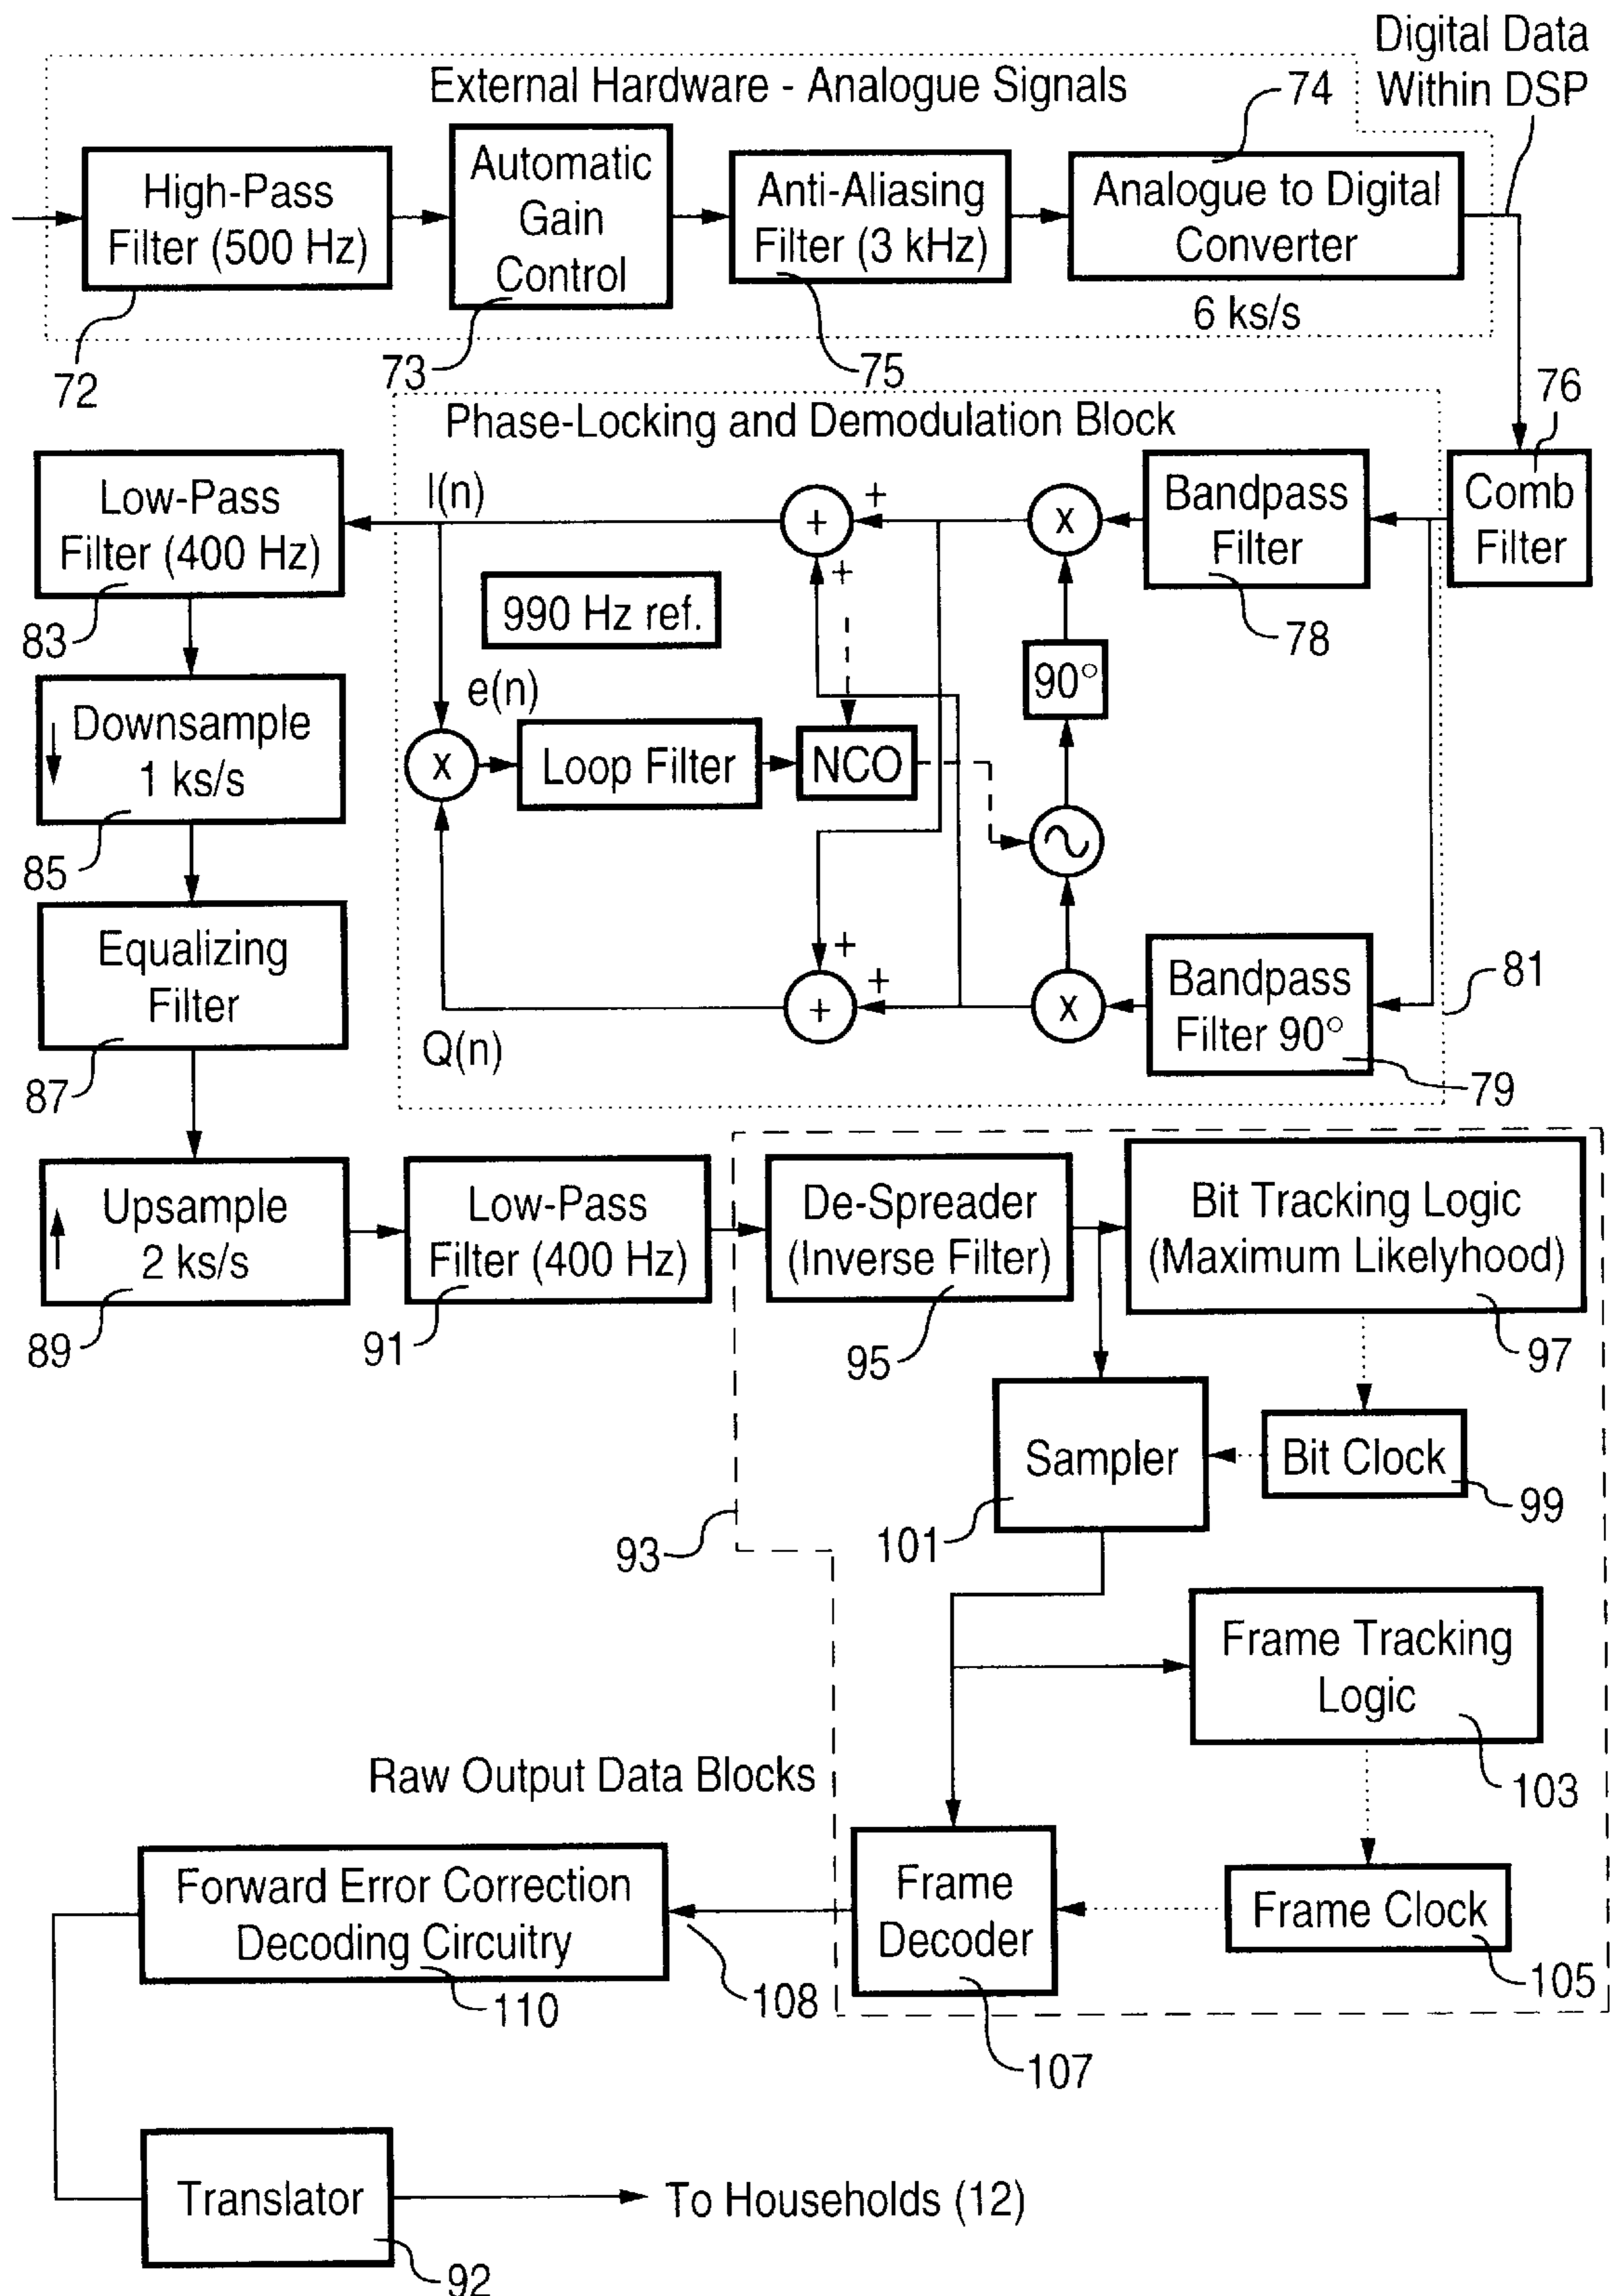 Digital Data
Within DSP
External Hardware - Analogue Signals
74
High-Pass
Filter (500 Hz)
Automatic
Gain
Control
Anti-Aliasing
Filter (3 kHz)
Analogue to Digital
Converter
6 ks/s
72
73
75
76
Phase-Locking and Demodulation Block
Low-Pass
Filter (400 Hz)
83
I(n)
+
+
+
x
Bandpass
Filter
78
Comb
Filter
990 Hz ref.
90°
Downsample
1 ks/s
85
e(n)
x
Loop Filter
NCO
Equalizing
Filter
87
Q(n)
+
+
+
x
Bandpass
Filter 90°
79
81
Upsample
2 ks/s
89
Low-Pass
Filter (400 Hz)
91
De-Spreader
(Inverse Filter)
95
Bit Tracking Logic
(Maximum Likelyhood)
97
Sampler
101
Bit Clock
99
93
Frame Tracking
Logic
103
Raw Output Data Blocks
Forward Error Correction
Decoding Circuitry
110
108
Frame
Decoder
107
Frame Clock
105
Translator
92
To Households (12)